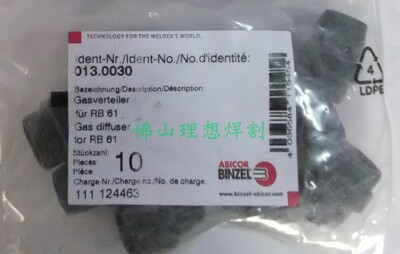 TECHNOLOGY FOR THE WELDER'S WORLD.
Ident-Nr./Ident-No./No.d'identité:
013.0030
Bezeichnung/Description/Déscription:
Gasverteiler
für RB 61
Gas diffuser
for RB 61
佛山理想焊割
Stückzahl:
Pieces:
Pièce:
10
Charge-Nr./Charge no./No. de charge:
111 124463
ABICOR
BINZEL
www.binzel-abicor.com
4
LDPE